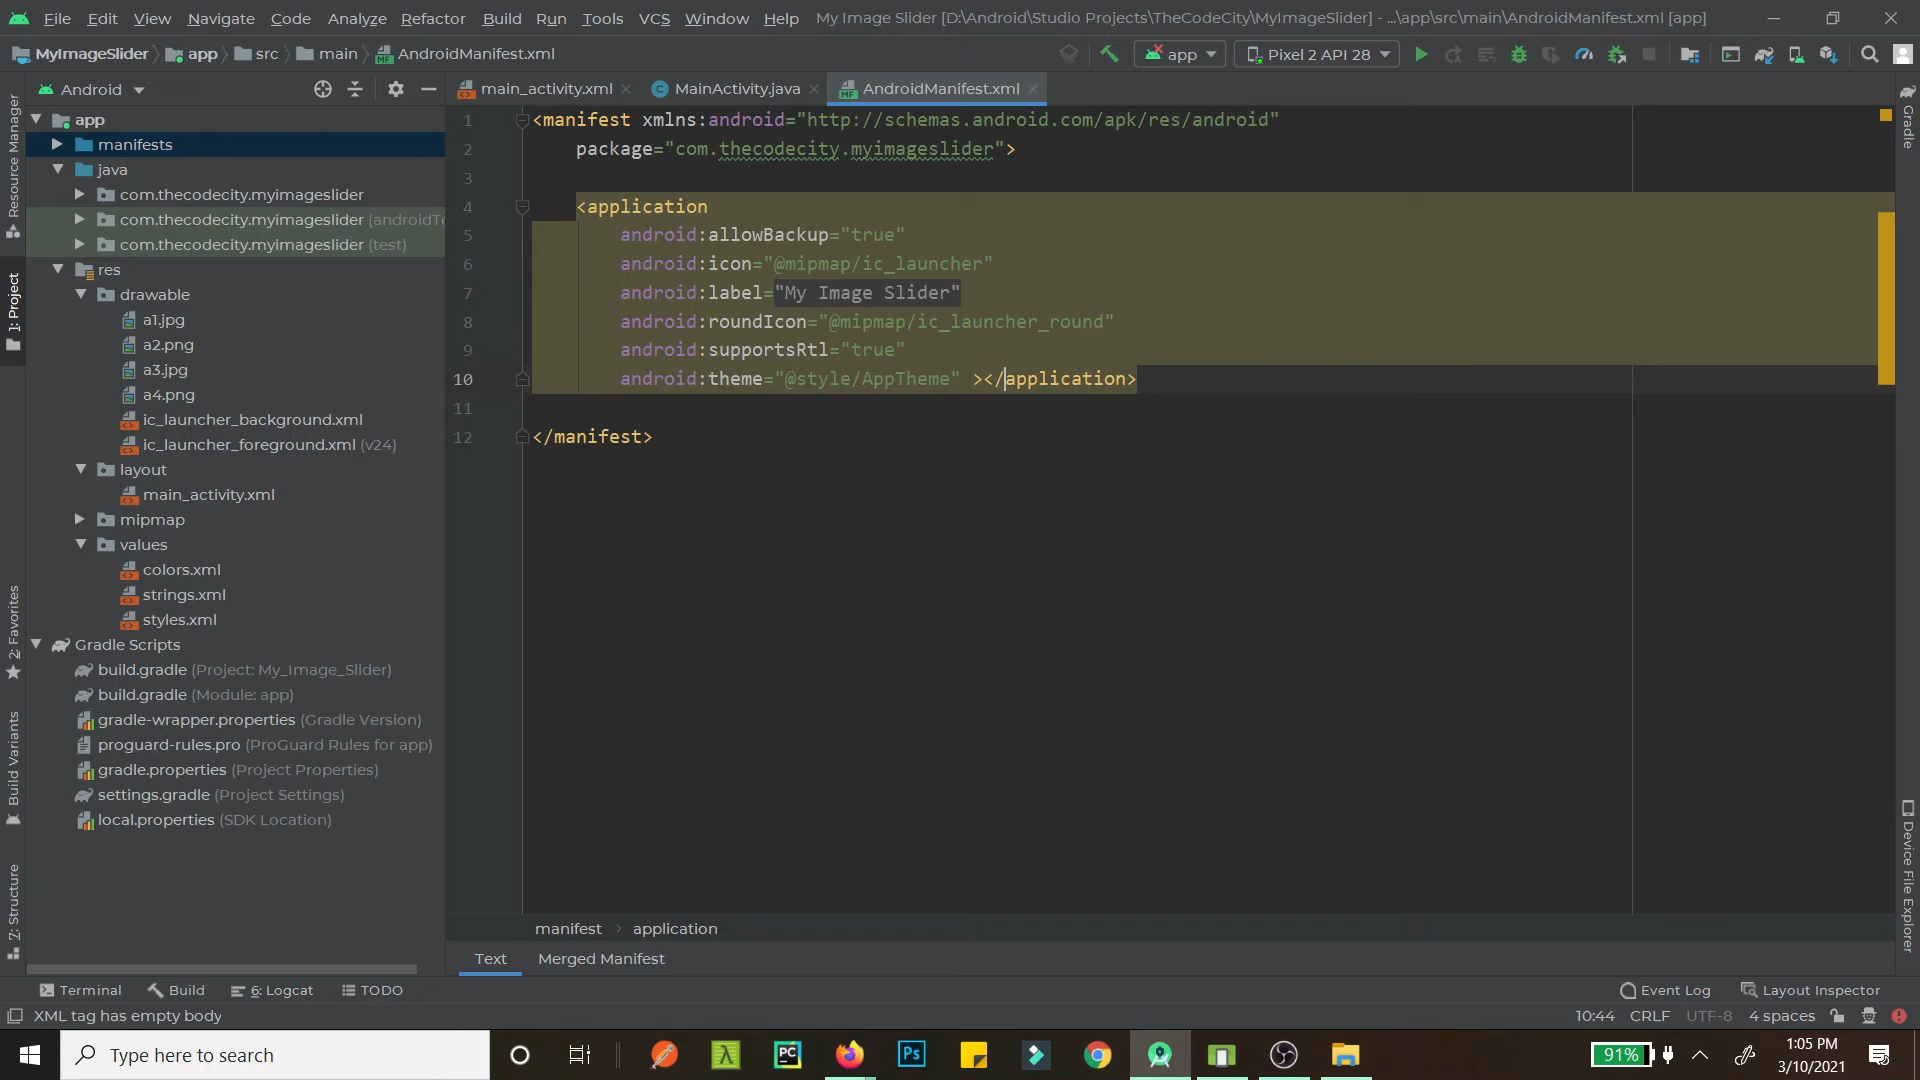 File Edit View Navigate Code Analyze Refactor Build Run Tools VCS Window Help My Image Slider [D:\Android\Studio Projects\TheCodeCity\MyImageSlider] - ...\app\src\main\AndroidManifest.xml [app]
MyImageSlider app src main AndroidManifest.xml app Pixel 2 API 28
Android main_activity.xml MainActivity.java AndroidManifest.xml
app
manifests
java
com.thecodecity.myimageslider
com.thecodecity.myimageslider (androidTe
com.thecodecity.myimageslider (test)
res
drawable
a1.jpg
a2.png
a3.jpg
a4.png
ic_launcher_background.xml
ic_launcher_foreground.xml (v24)
layout
main_activity.xml
mipmap
values
colors.xml
strings.xml
styles.xml
Gradle Scripts
build.gradle (Project: My_Image_Slider)
build.gradle (Module: app)
gradle-wrapper.properties (Gradle Version)
proguard-rules.pro (ProGuard Rules for app)
gradle.properties (Project Properties)
settings.gradle (Project Settings)
local.properties (SDK Location)
Resource Manager
1: Project
2: Favorites
Build Variants
7: Structure
1 <manifest xmlns:android="http://schemas.android.com/apk/res/android"
2 package="com.thecodecity.myimageslider">
3
4 <application
5 android:allowBackup="true"
6 android:icon="@mipmap/ic_launcher"
7 android:label="My Image Slider"
8 android:roundIcon="@mipmap/ic_launcher_round"
9 android:supportsRtl="true"
10 android:theme="@style/AppTheme" ></application>
11
12 </manifest>
Gradle
Device File Explorer
manifest › application
Text Merged Manifest
Terminal Build 6: Logcat TODO Event Log Layout Inspector
XML tag has empty body 10:44 CRLF UTF-8 4 spaces
Type here to search PC Ps 91% 1:05 PM
3/10/2021